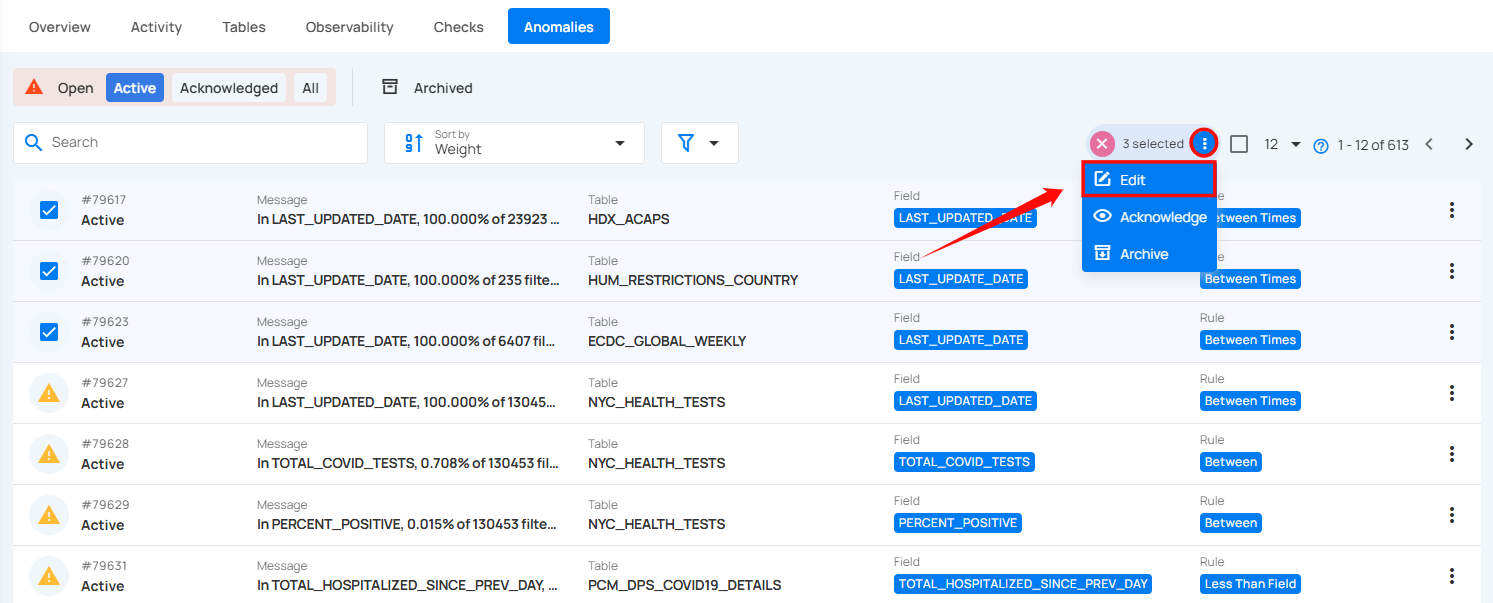 Overview Activity Tables Observability Checks Anomalies
Open Active Acknowledged All Archived
Search
Sort by
Weight
3 selected
12
1 - 12 of 613
Edit
Acknowledge
Archive
#79617
Active
Message
In LAST_UPDATED_DATE, 100.000% of 23923 ...
Table
HDX_ACAPS
Field
LAST_UPDATED_DATE
Between Times
#79620
Active
Message
In LAST_UPDATE_DATE, 100.000% of 235 filte...
Table
HUM_RESTRICTIONS_COUNTRY
Field
LAST_UPDATE_DATE
Between Times
#79623
Active
Message
In LAST_UPDATE_DATE, 100.000% of 6407 fil...
Table
ECDC_GLOBAL_WEEKLY
Field
LAST_UPDATE_DATE
Rule
Between Times
#79627
Active
Message
In LAST_UPDATED_DATE, 100.000% of 13045...
Table
NYC_HEALTH_TESTS
Field
LAST_UPDATED_DATE
Rule
Between Times
#79628
Active
Message
In TOTAL_COVID_TESTS, 0.708% of 130453 fil...
Table
NYC_HEALTH_TESTS
Field
TOTAL_COVID_TESTS
Rule
Between
#79629
Active
Message
In PERCENT_POSITIVE, 0.015% of 130453 filte...
Table
NYC_HEALTH_TESTS
Field
PERCENT_POSITIVE
Rule
Between
#79631
Active
Message
In TOTAL_HOSPITALIZED_SINCE_PREV_DAY, ...
Table
PCM_DPS_COVID19_DETAILS
Field
TOTAL_HOSPITALIZED_SINCE_PREV_DAY
Rule
Less Than Field